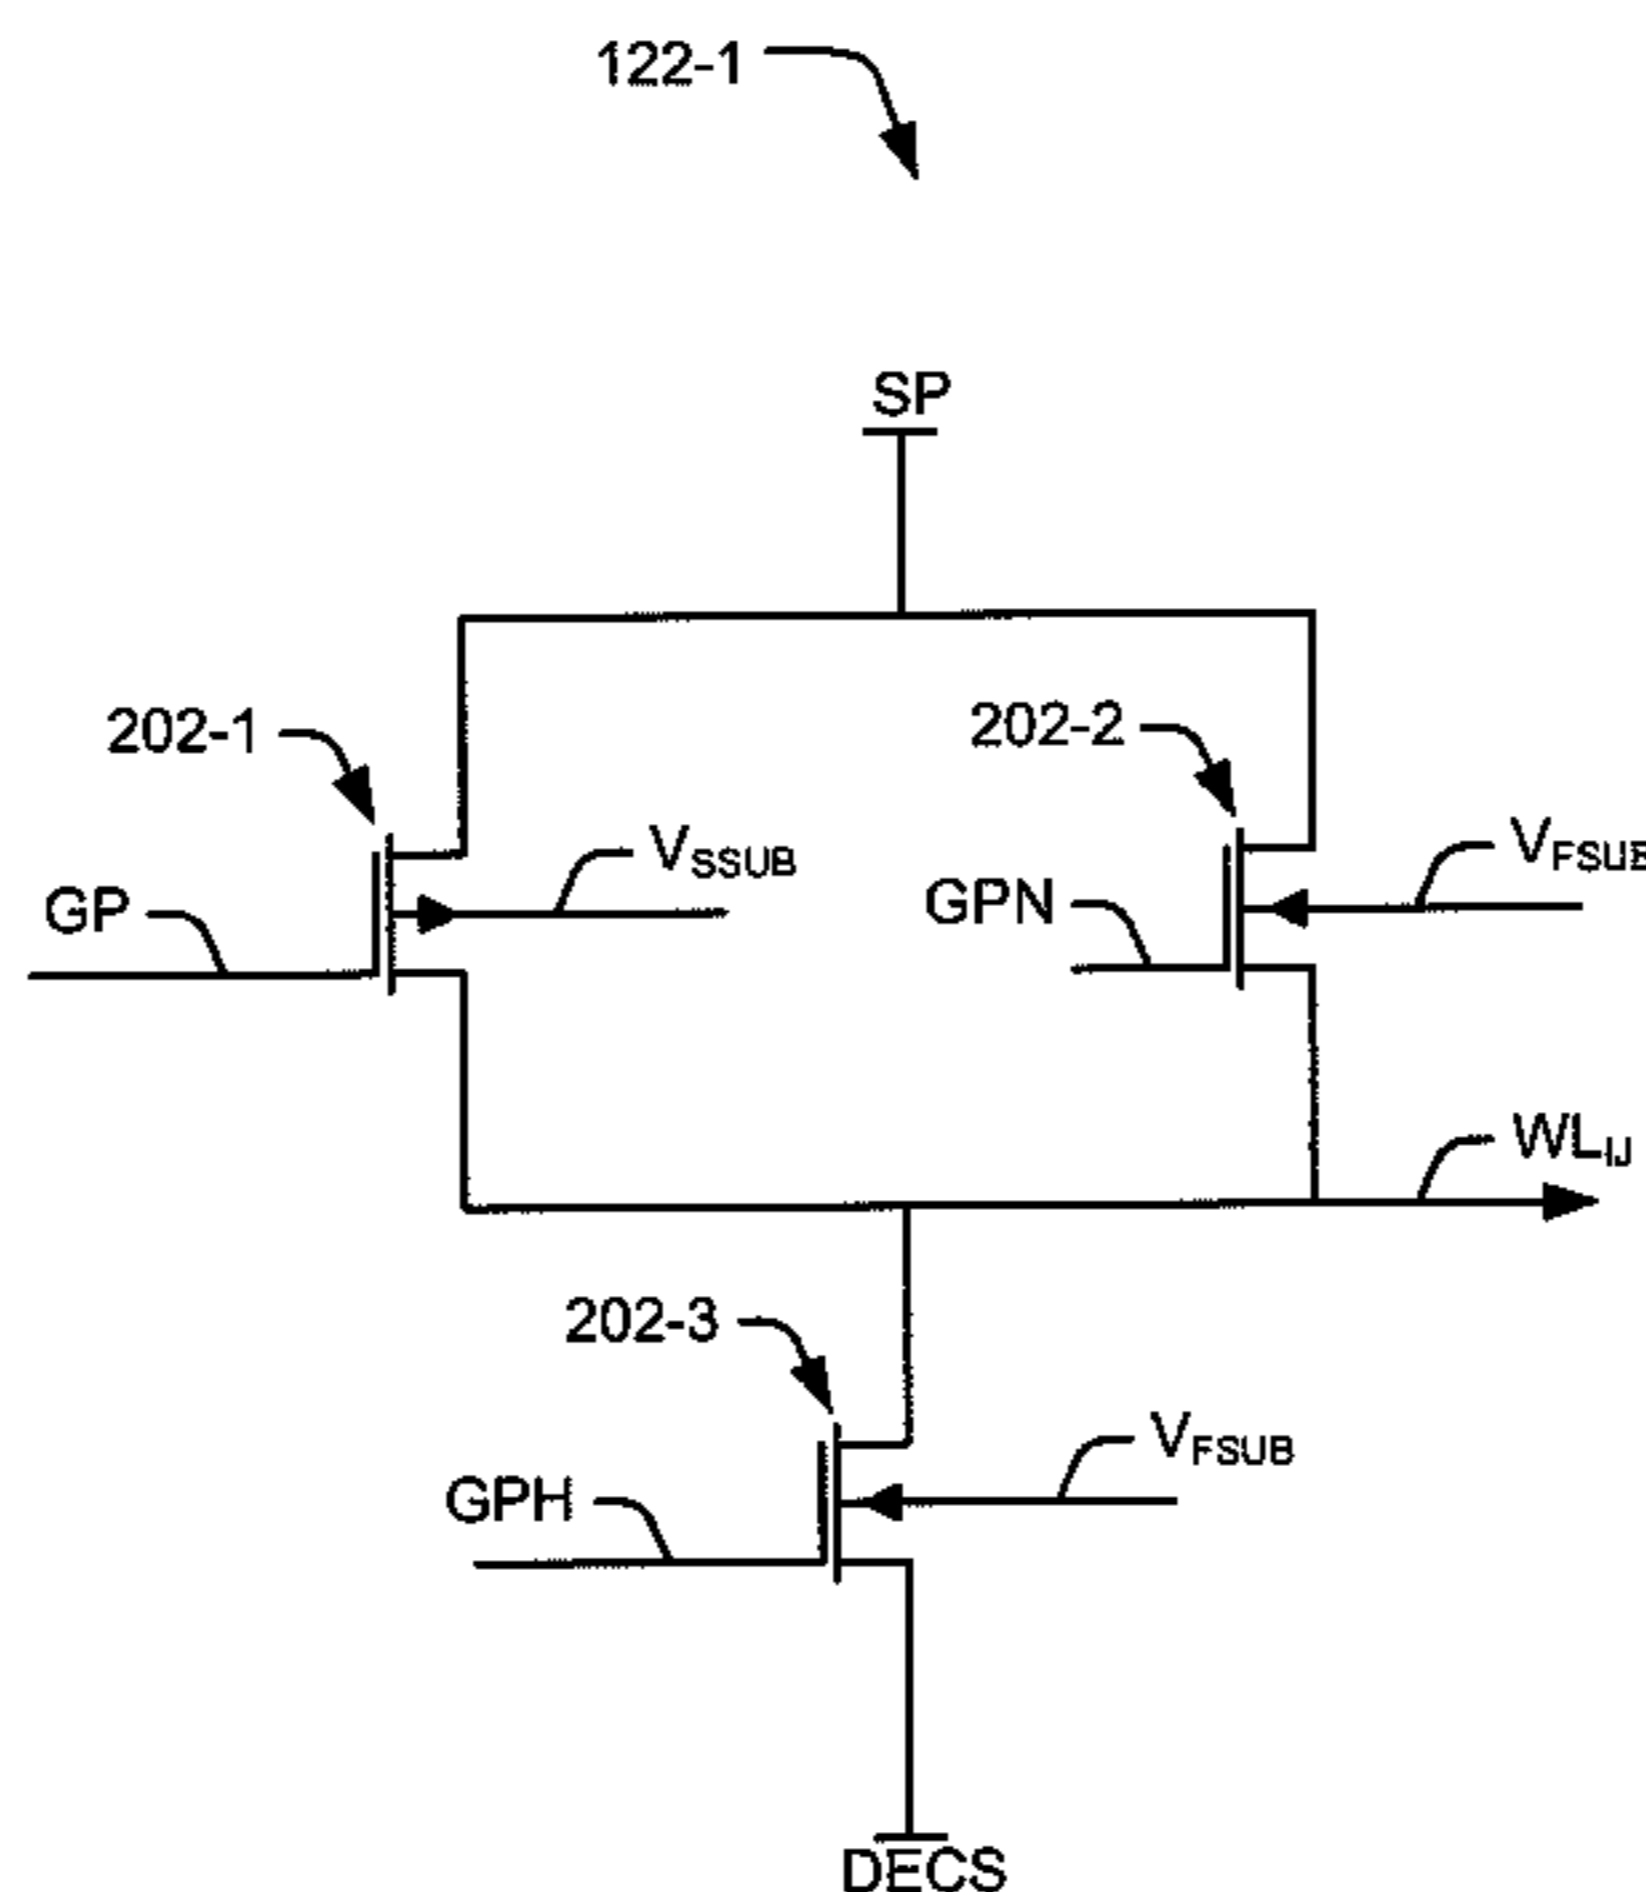 122-1
SP
202-1
202-2
VSSUB
VFSUB
GP
GPN
WLIJ
202-3
VFSUB
GPH
DECS